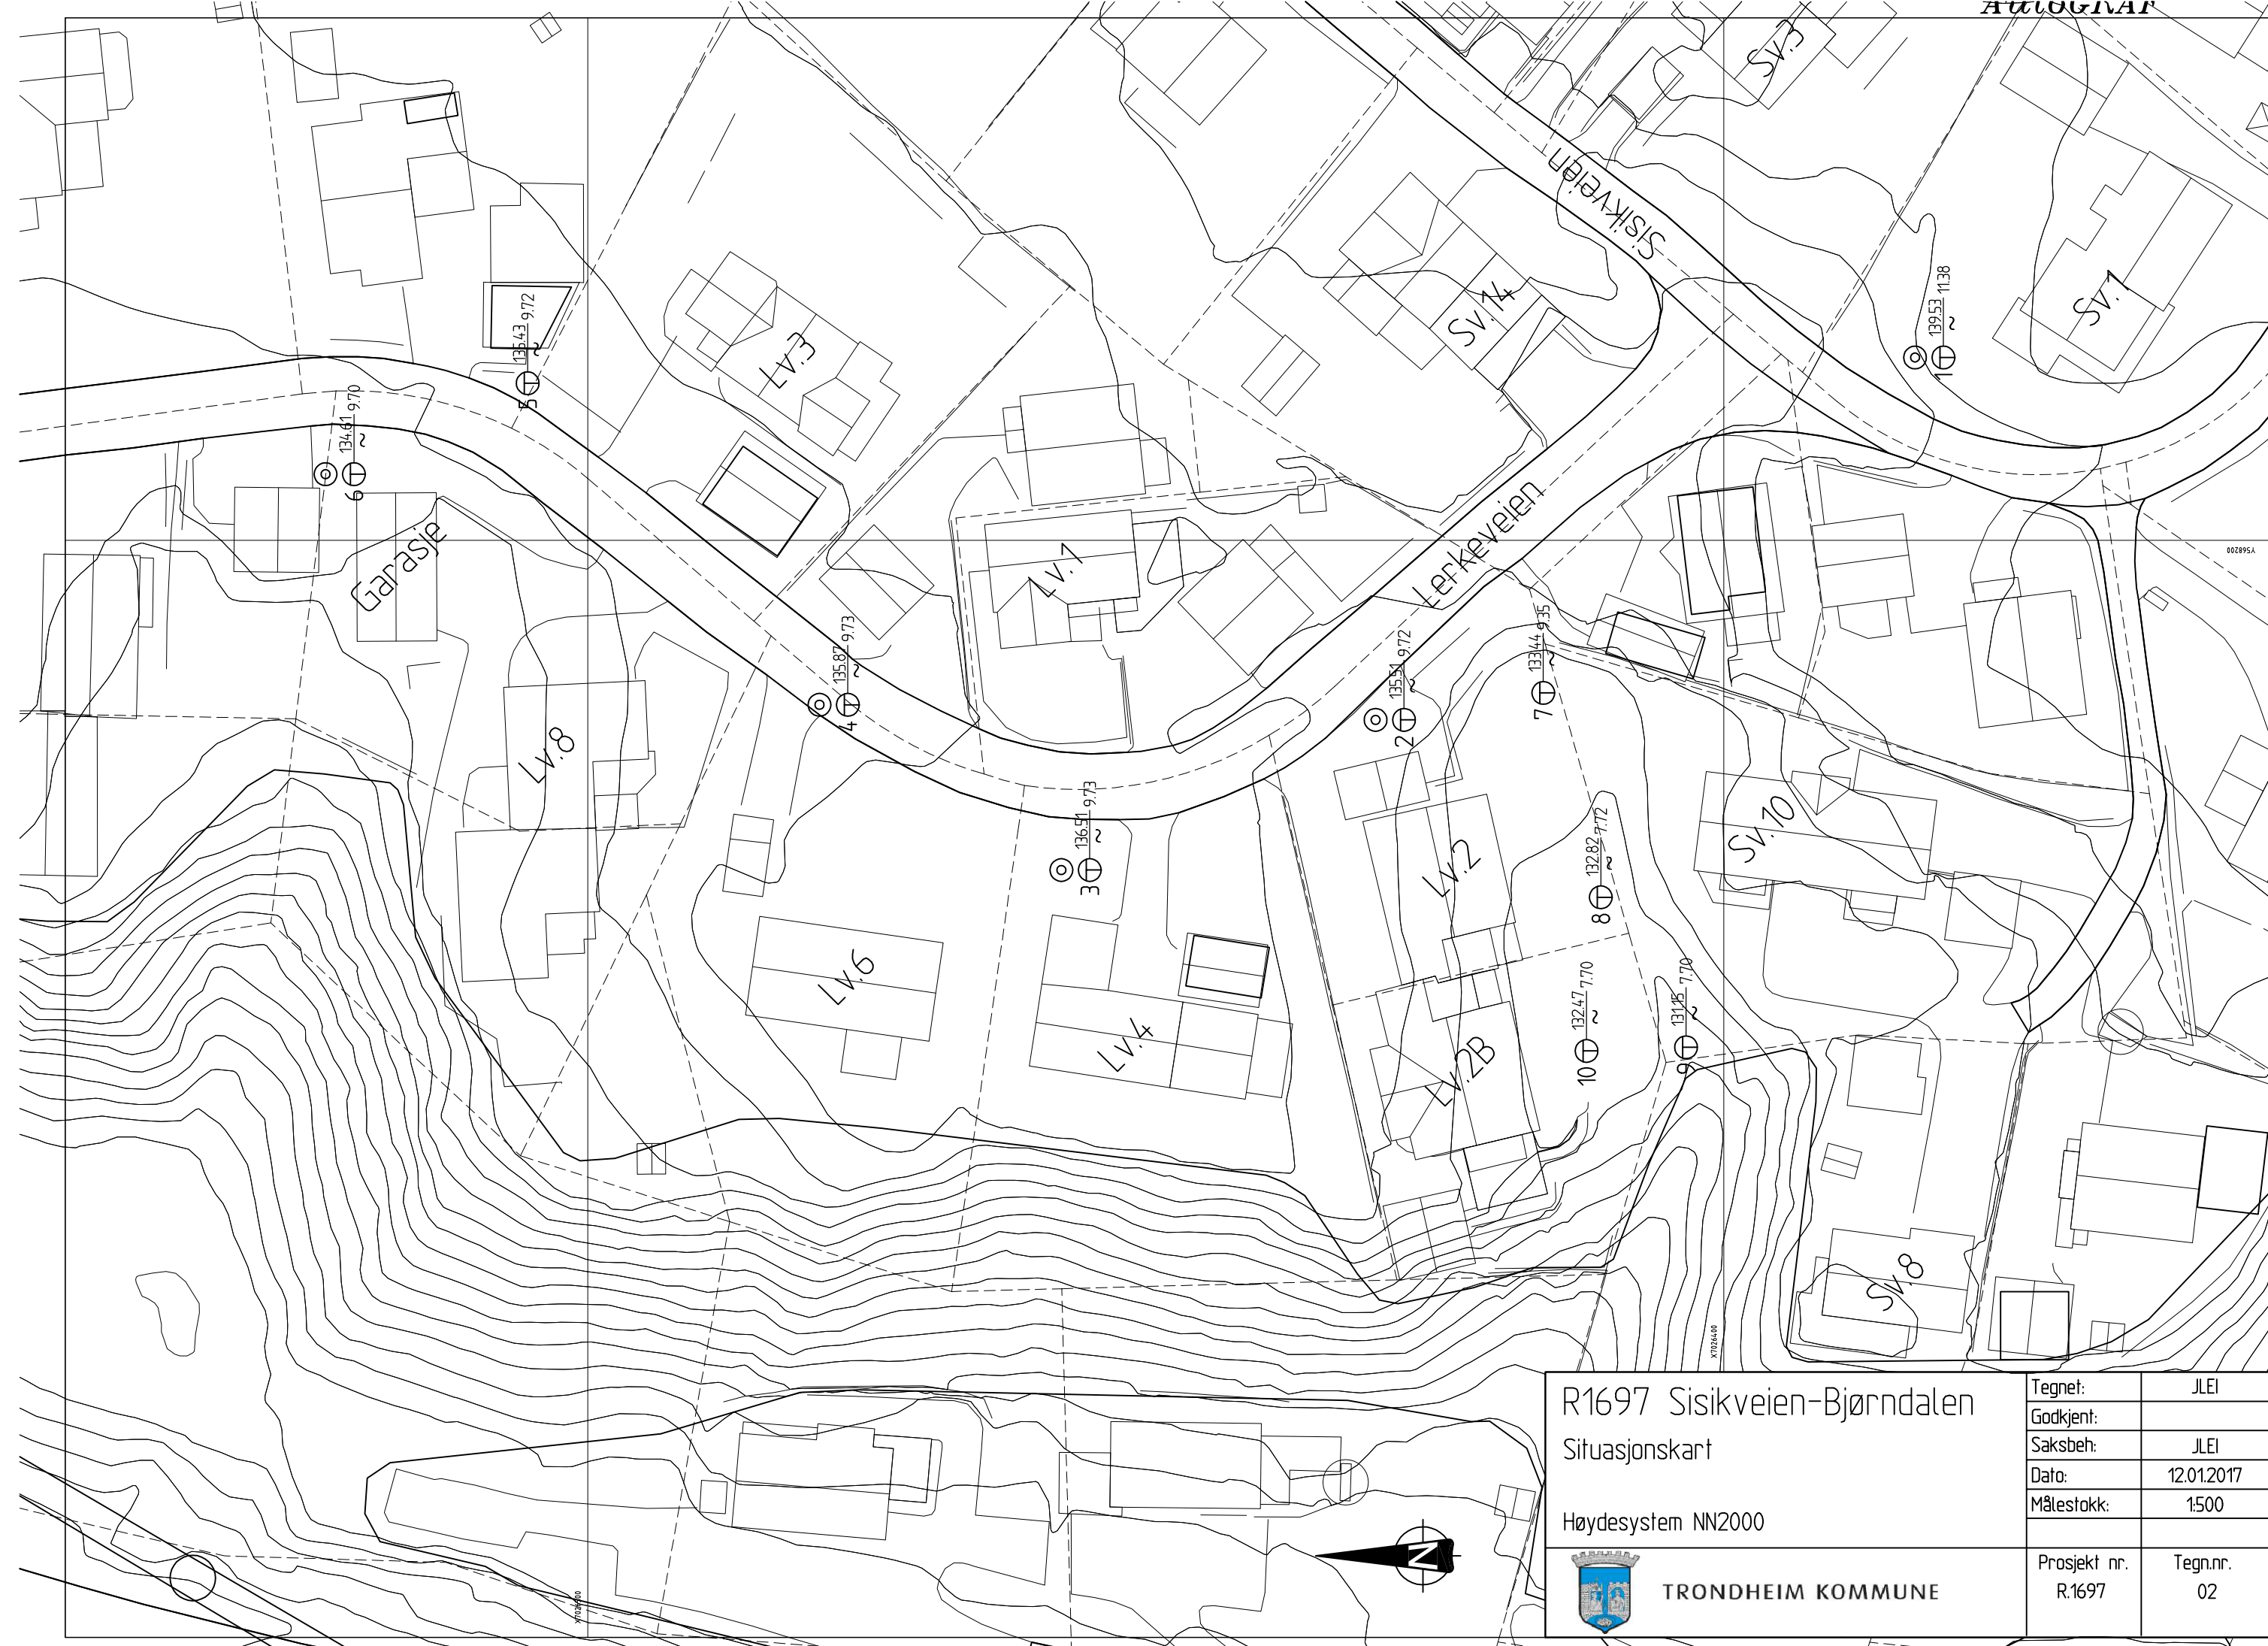 AutoGRAF
Sv.3
Sisikveien
139.53 11.38
~
1
Sv.1
Sv.14
135.43 9.72
~
5
Lv.3
134.61 9.70
~
6
Garasje
Lv.1
Lerkeveien
Y568200
135.87 9.73
~
4
135.51 9.72
~
2
133.44 9.35
~
7
Lv.8
136.51 9.73
~
3
Lv.2
132.82 7.72
~
8
Sv.10
Lv.6
Lv.4
Lv.2B
132.47 7.70
~
10
131.15 7.70
~
9
Sv.8
X7026400
X7026500
N
R1697 Sisikveien-Bjørndalen
Situasjonskart
Høydesystem NN2000
Tegnet: JLEI
Godkjent:
Saksbeh: JLEI
Dato: 12.01.2017
Målestokk: 1:500
TRONDHEIM KOMMUNE
Prosjekt nr.
R.1697
Tegn.nr.
02